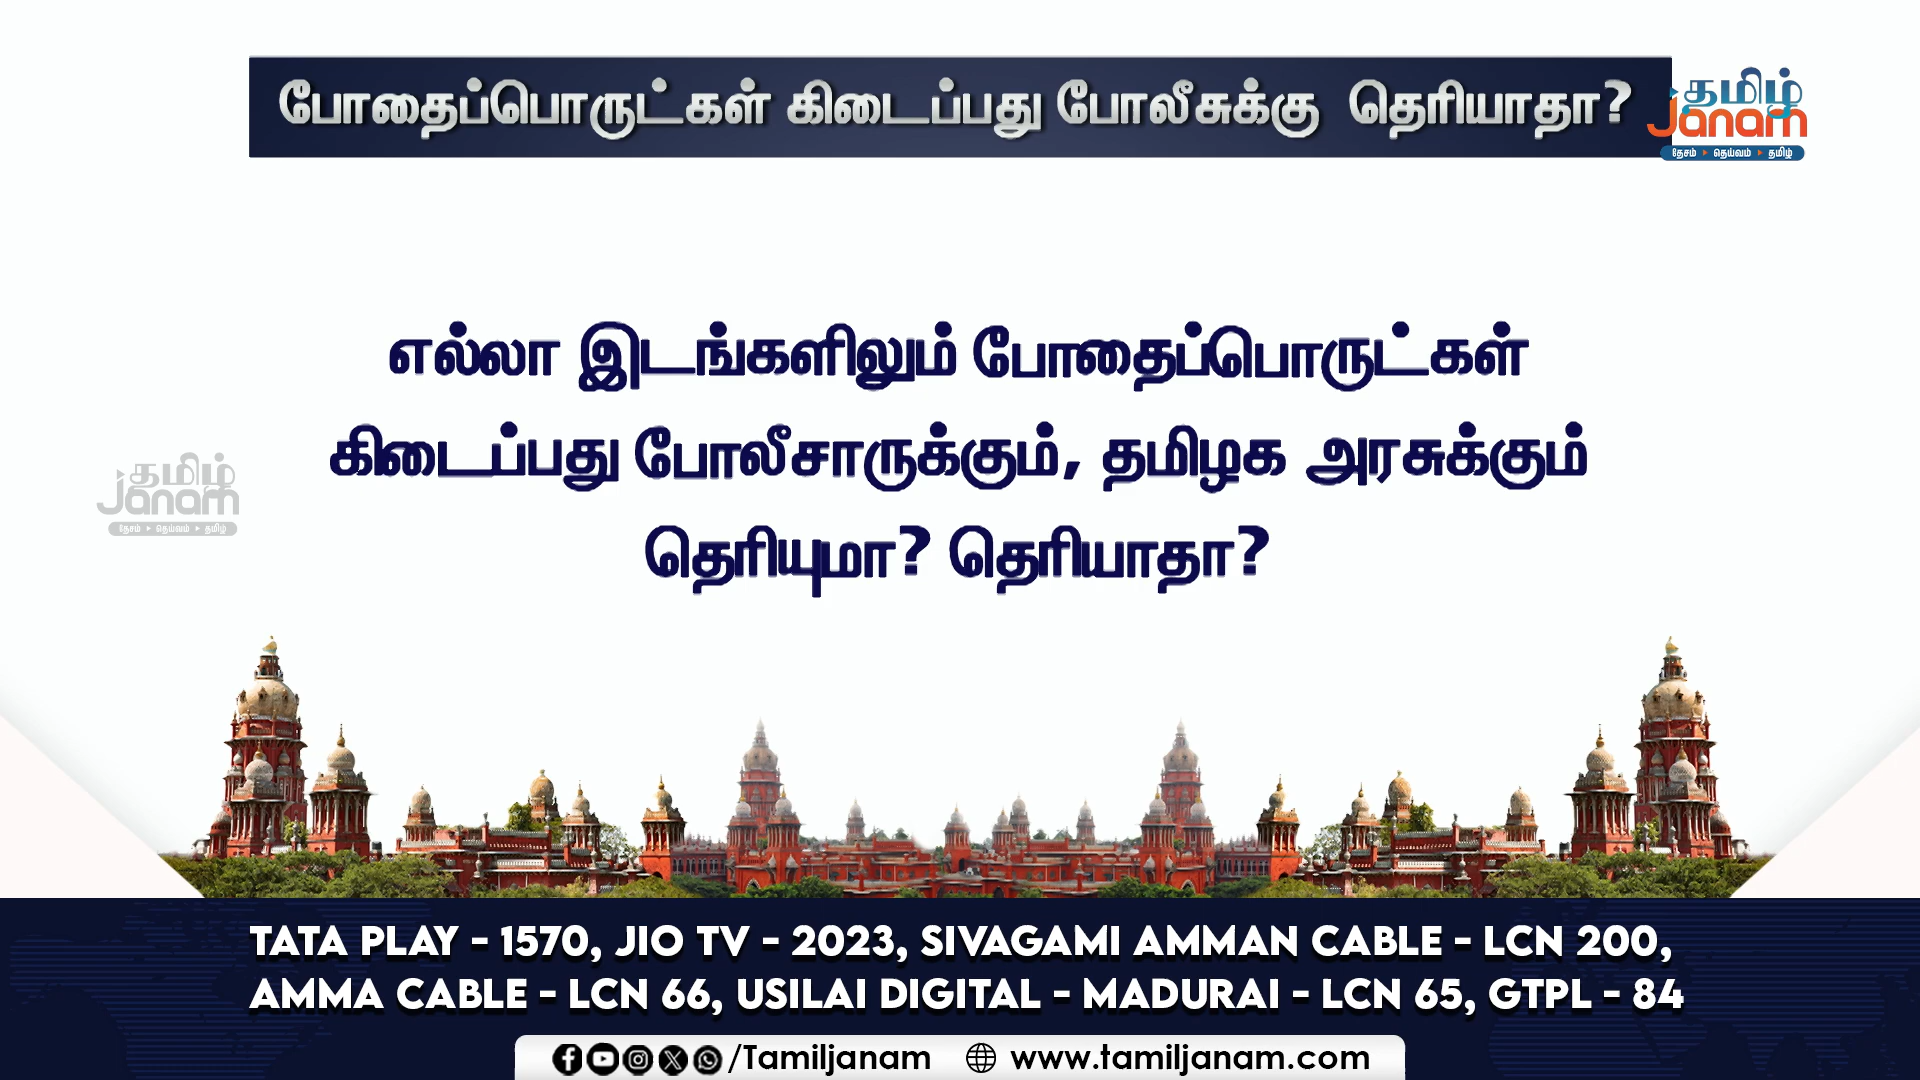 போதைப்பொருட்கள் கிடைப்பது போலீசுக்கு தெரியாதா?
தமிழ்
Janam
தேசம் ▸ தெய்வம் ▸ தமிழ்
எல்லா இடங்களிலும் போதைப்பொருட்கள்
கிடைப்பது போலீசாருக்கும், தமிழக அரசுக்கும்
தெரியுமா? தெரியாதா?
தமிழ்
Janam
தேசம் ▸ தெய்வம் ▸ தமிழ்
TATA PLAY - 1570, JIO TV - 2023, SIVAGAMI AMMAN CABLE - LCN 200,
AMMA CABLE - LCN 66, USILAI DIGITAL - MADURAI - LCN 65, GTPL - 84
/Tamiljanam www.tamiljanam.com